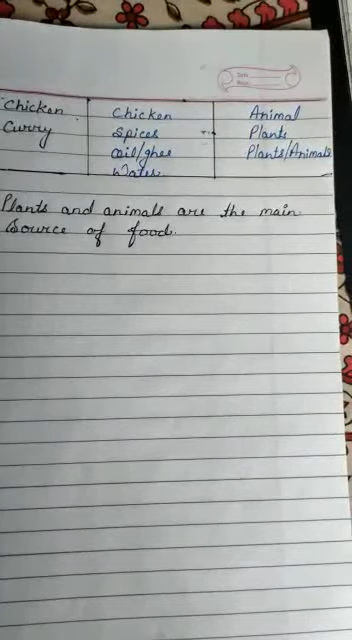 Chicken Chicken Animal
Curry Spices Plants
Oil/ghee Plants/Animals
Water
Plants and animals are the main
Source of food.